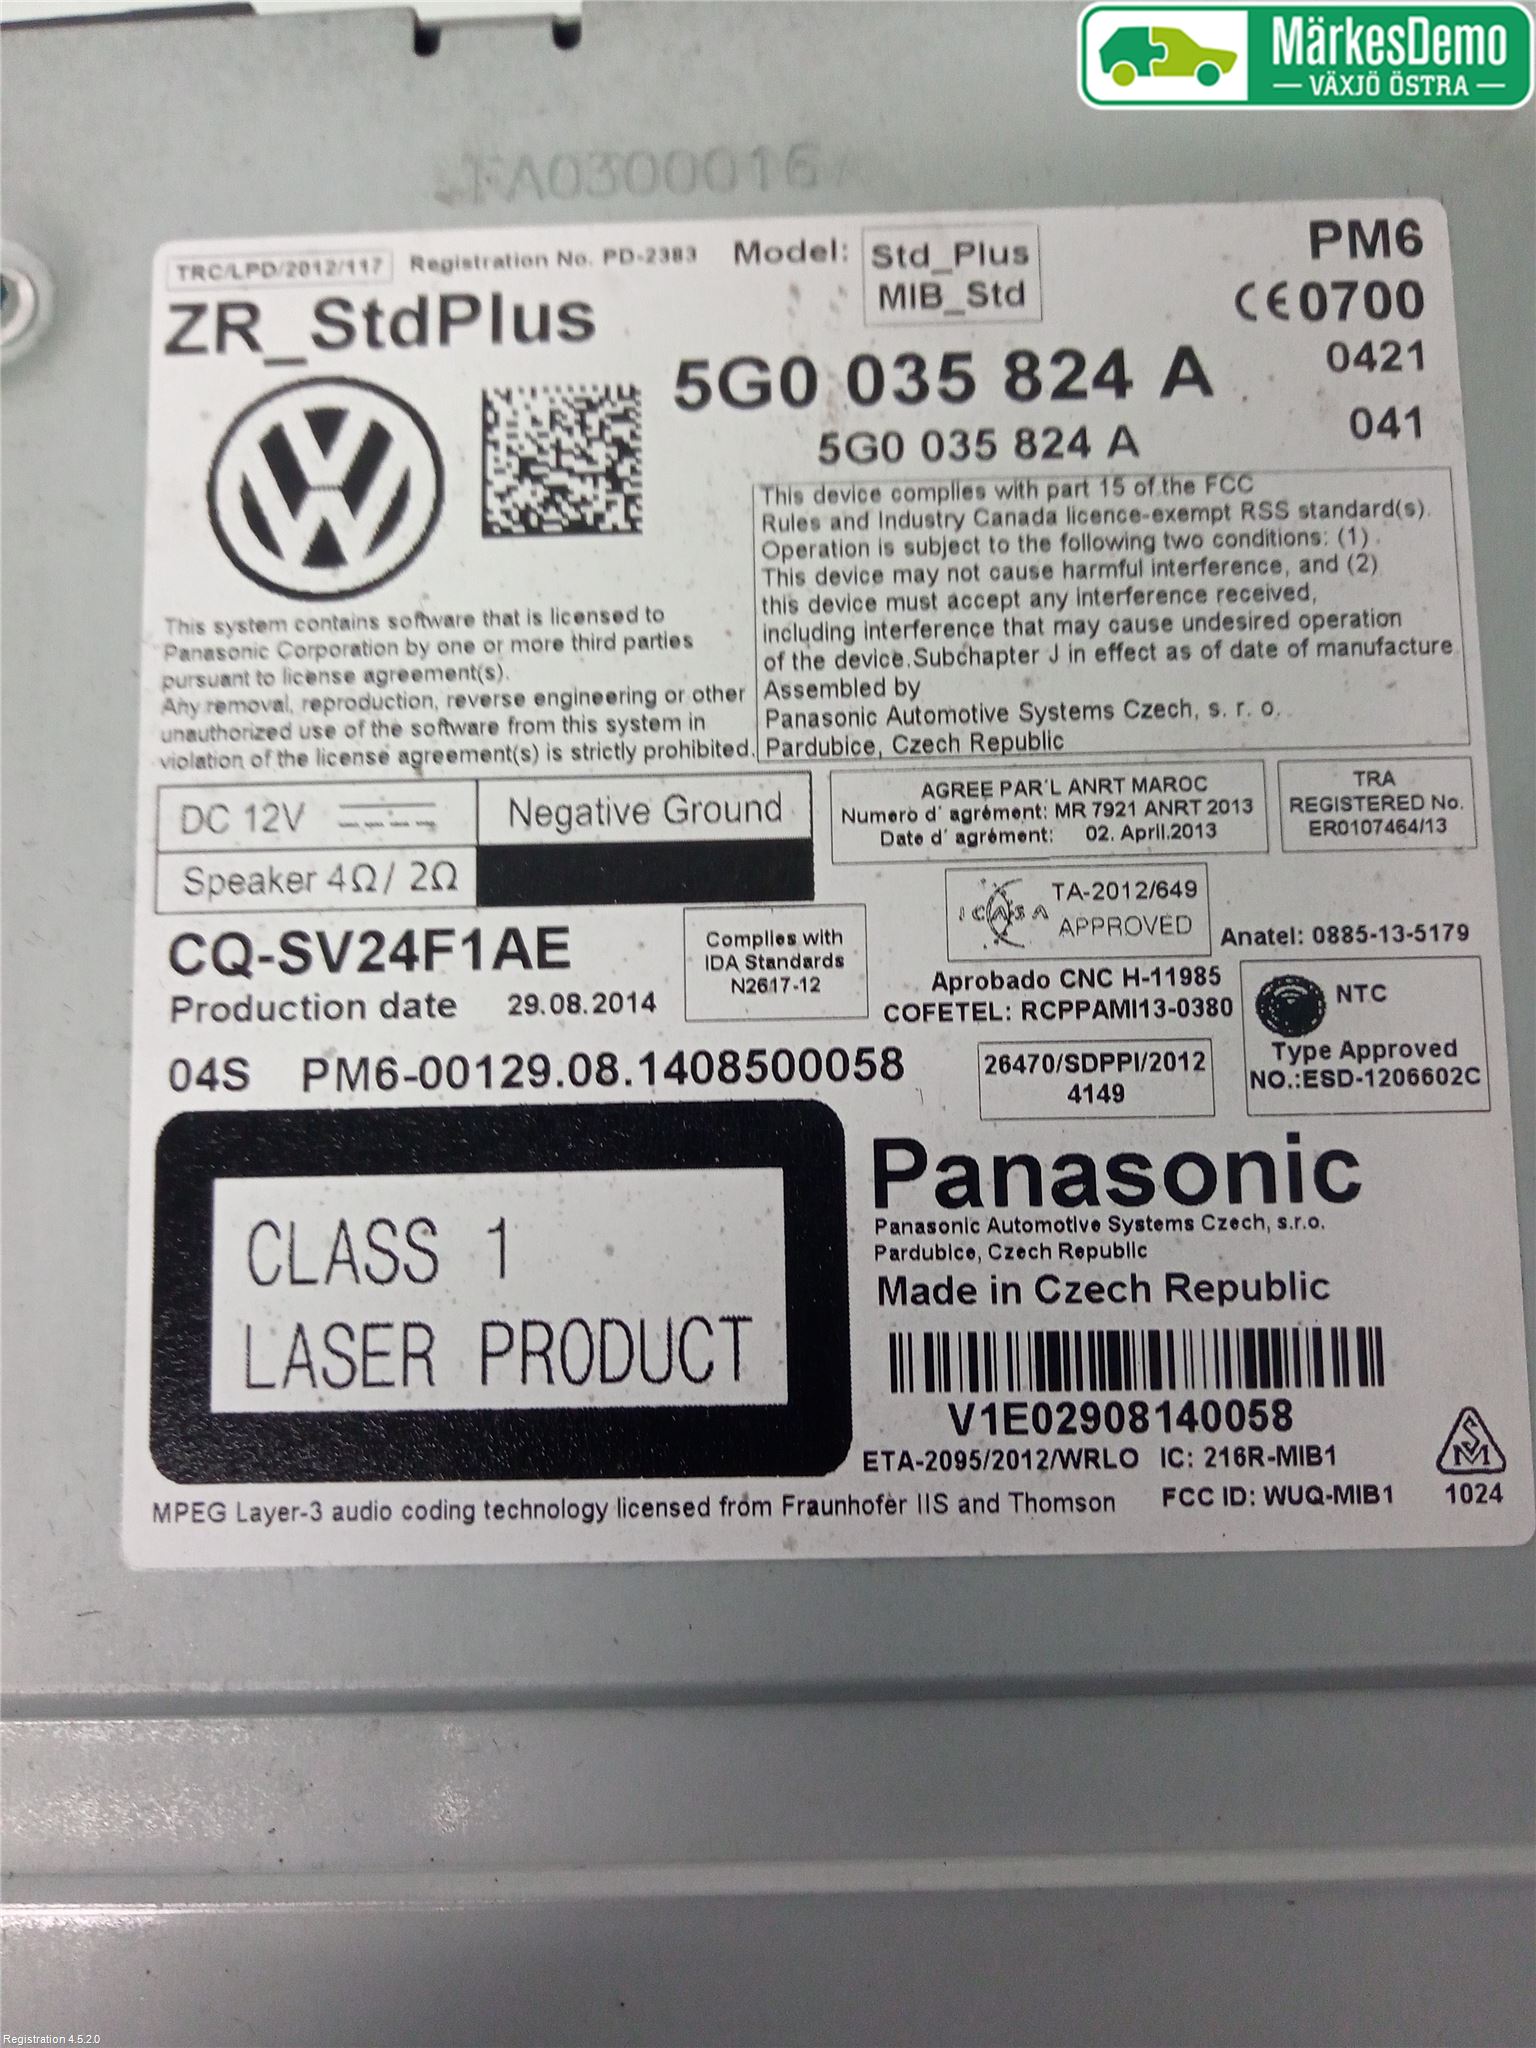 MärkesDemo
VÄXJÖ ÖSTRA
FA0300016
TRC/LPD/2012/117
Registration No. PD-2383
Model:
Std_Plus
MIB_Std
PM6
ZR_StdPlus
CE0700
5G0 035 824 A
0421
5G0 035 824 A
041
This device complies with part 15 of the FCC
Rules and Industry Canada licence-exempt RSS standard(s).
Operation is subject to the following two conditions: (1)
This device may not cause harmful interference, and (2)
this device must accept any interference received,
including interference that may cause undesired operation
of the device.Subchapter J in effect as of date of manufacture
Assembled by
Panasonic Automotive Systems Czech, s. r. o.
Pardubice, Czech Republic
This system contains software that is licensed to
Panasonic Corporation by one or more third parties
pursuant to license agreement(s).
Any removal, reproduction, reverse engineering or other
unauthorized use of the software from this system in
violation of the license agreement(s) is strictly prohibited.
DC 12V
Negative Ground
Speaker 4Ω/ 2Ω
AGREE PAR'L ANRT MAROC
Numero d' agrément: MR 7921 ANRT 2013
Date d' agrément: 02. April.2013
TRA
REGISTERED No.
ER0107464/13
ICASA
TA-2012/649
APPROVED
Anatel: 0885-13-5179
CQ-SV24F1AE
Complies with
IDA Standards
N2617-12
Aprobado CNC H-11985
COFETEL: RCPPAMI13-0380
NTC
Type Approved
NO.:ESD-1206602C
Production date 29.08.2014
04S PM6-00129.08.1408500058
26470/SDPPI/2012
4149
CLASS 1
LASER PRODUCT
Panasonic
Panasonic Automotive Systems Czech, s.r.o.
Pardubice, Czech Republic
Made in Czech Republic
V1E02908140058
ETA-2095/2012/WRLO IC: 216R-MIB1
MPEG Layer-3 audio coding technology licensed from Fraunhofer IIS and Thomson
FCC ID: WUQ-MIB1
SM
1024
Registration 4.5.2.0